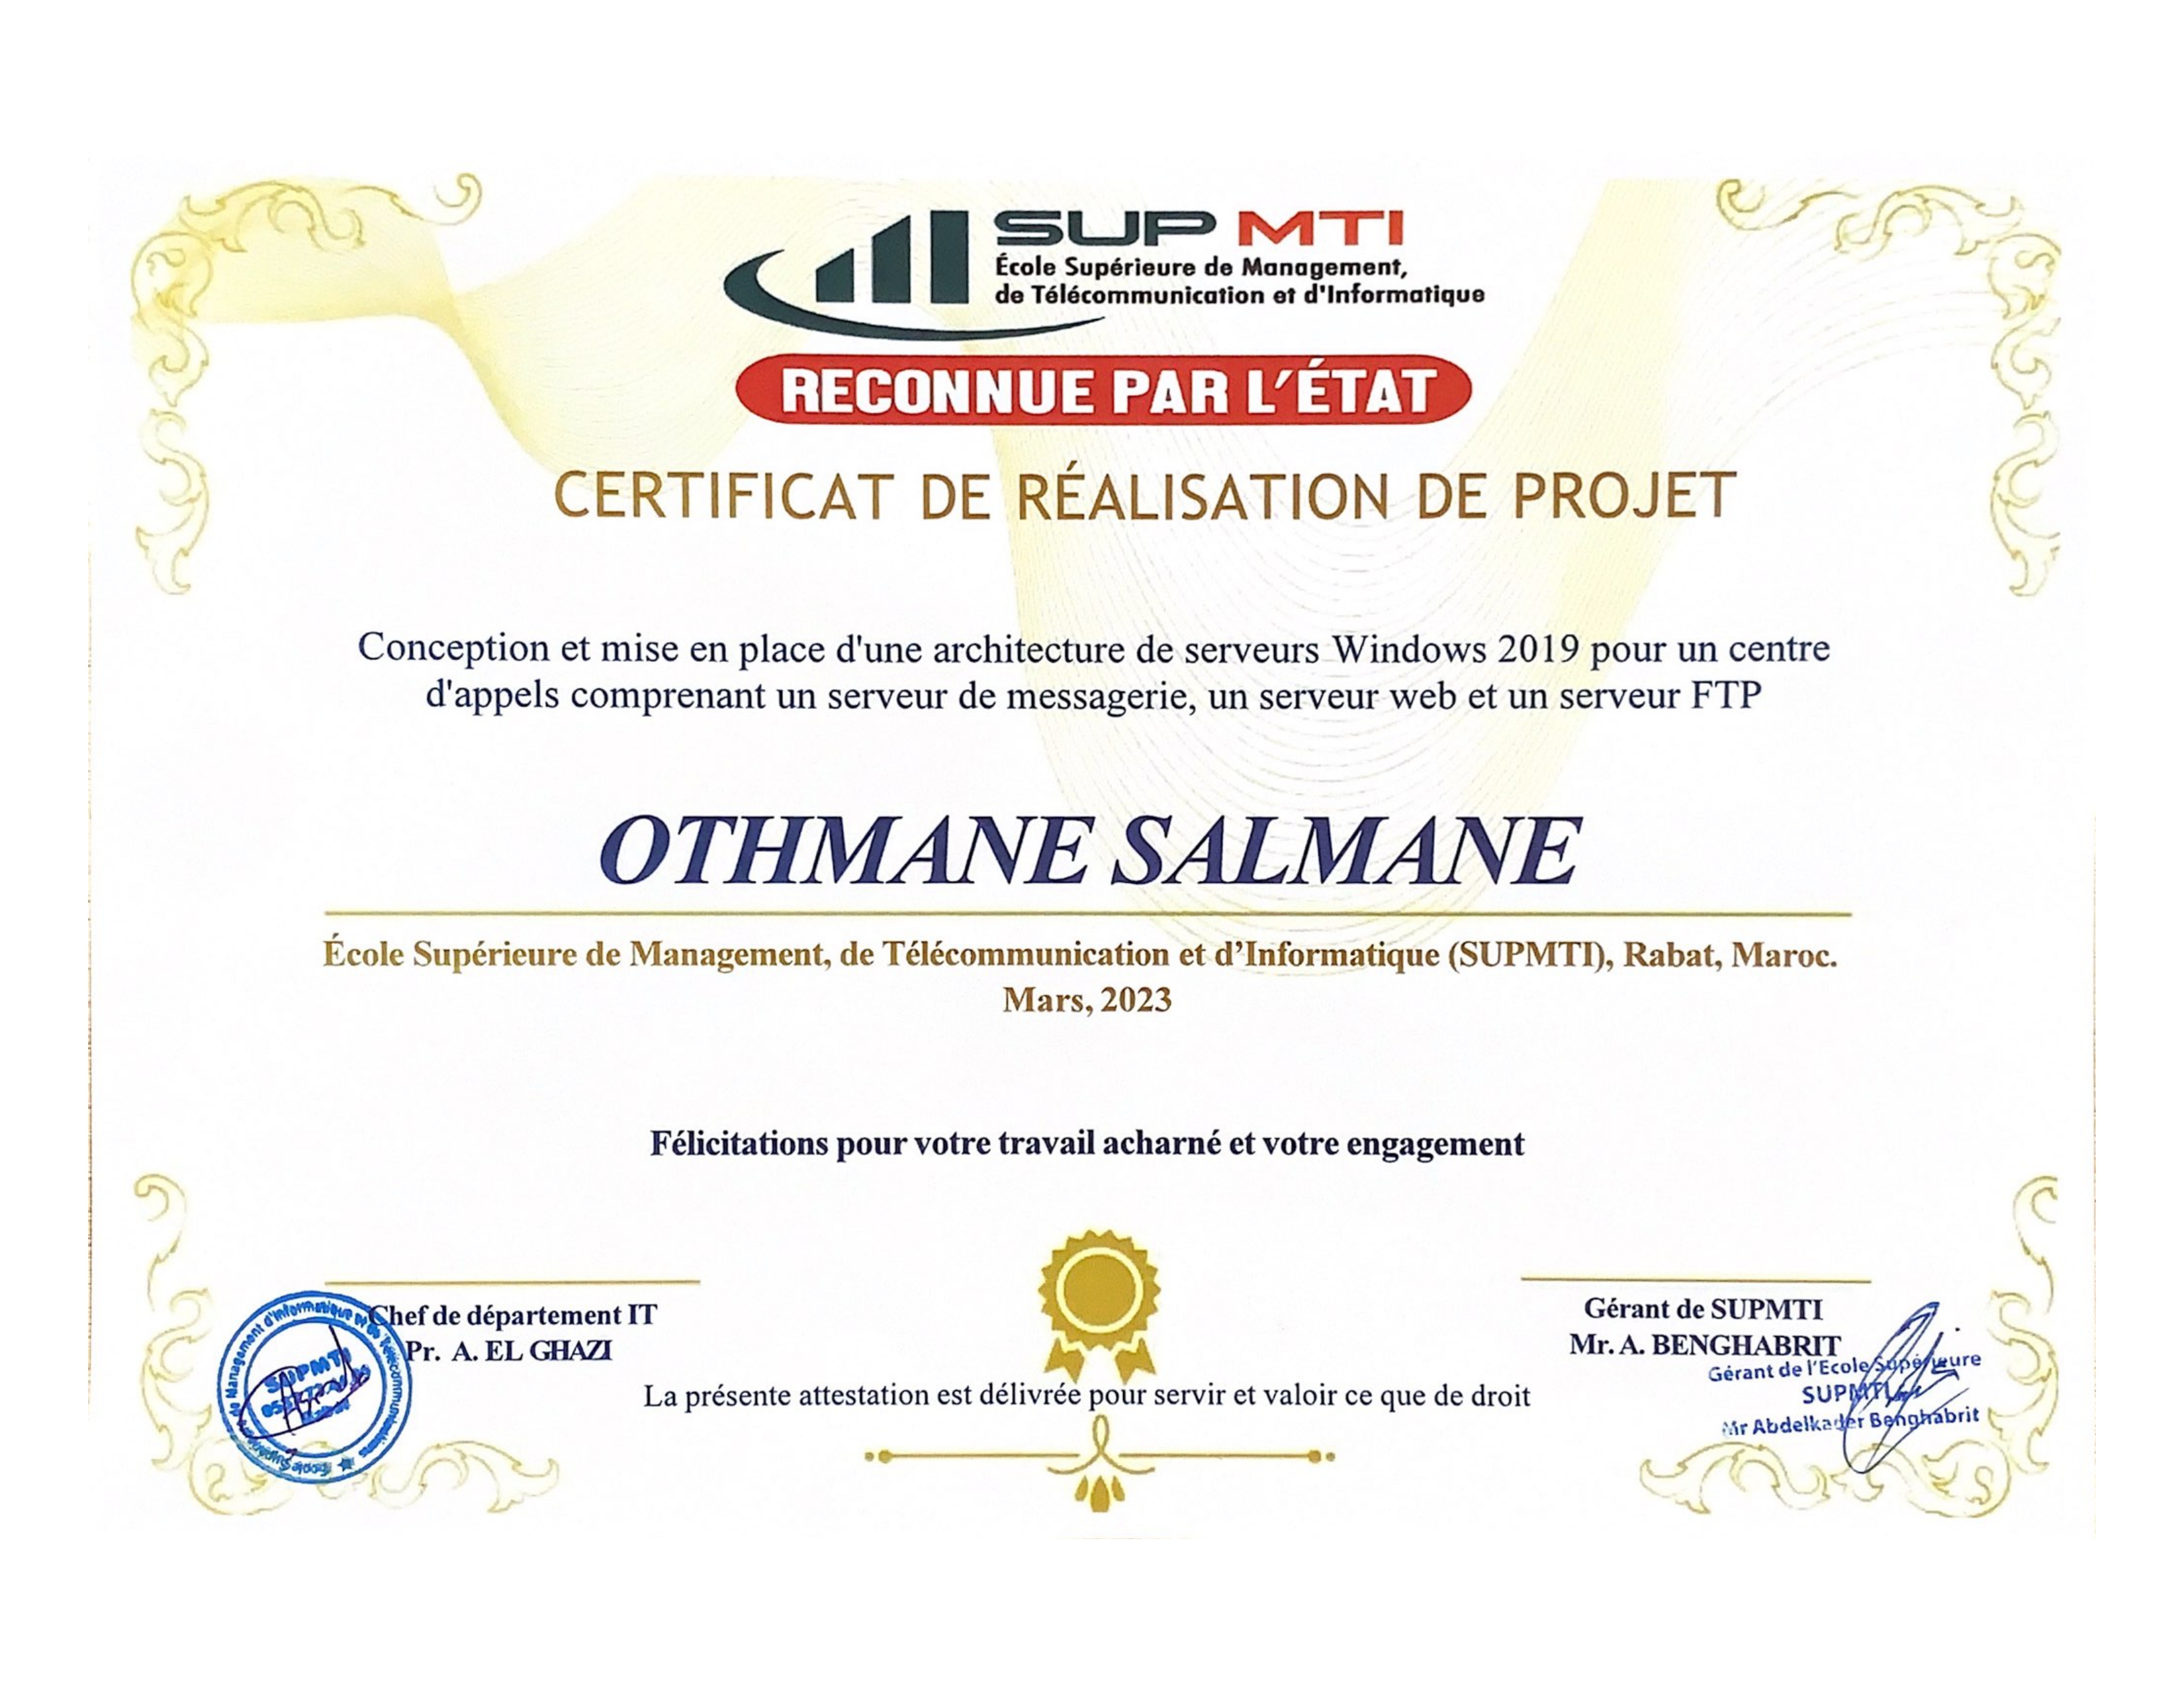 SUP MTI
École Supérieure de Management,
de Télécommunication et d'Informatique
RECONNUE PAR L'ÉTAT
CERTIFICAT DE RÉALISATION DE PROJET
Conception et mise en place d'une architecture de serveurs Windows 2019 pour un centre
d'appels comprenant un serveur de messagerie, un serveur web et un serveur FTP
OTHMANE SALMANE
École Supérieure de Management, de Télécommunication et d’Informatique (SUPMTI), Rabat, Maroc.
Mars, 2023
Félicitations pour votre travail acharné et votre engagement
Chef de département IT
Pr. A. EL GHAZI
Gérant de SUPMTI
Mr. A. BENGHABRIT
Gérant de l'Ecole Supérieure
SUPMTI
Mr Abdelkader Benghabrit
La présente attestation est délivrée pour servir et valoir ce que de droit
de Management d'Informatique et de Télécommunications
SUPMTI
Rabat